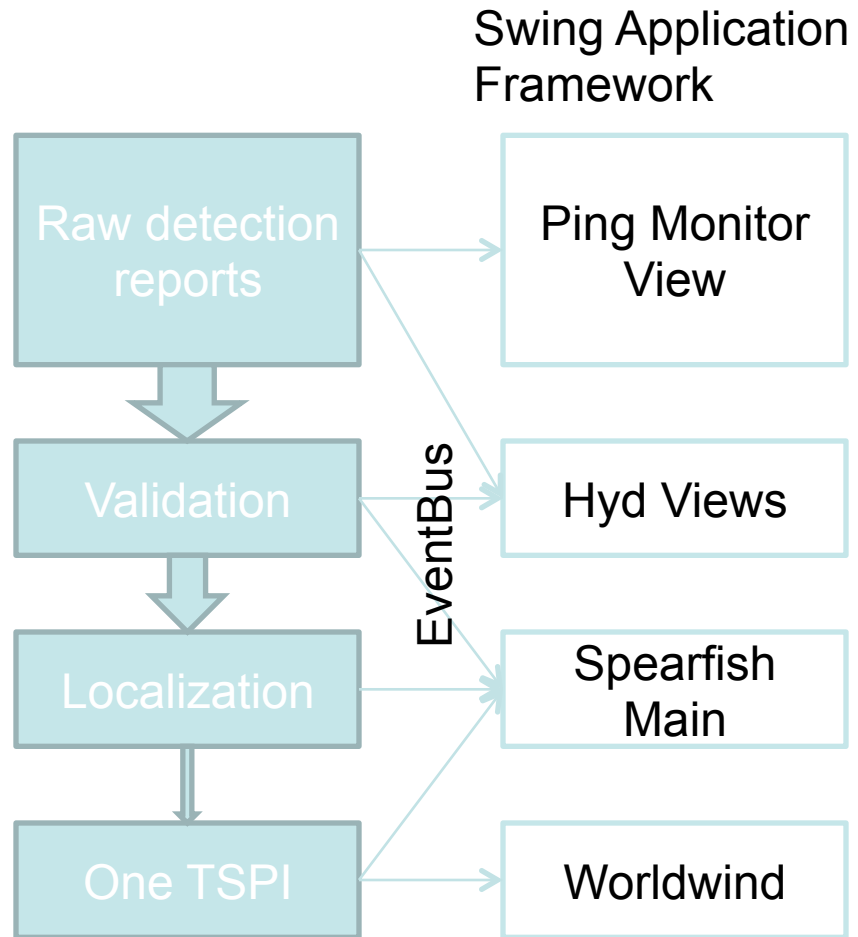 Swing Application
Framework
Raw detection
reports
Ping Monitor
View
Validation
EventBus
Hyd Views
Localization
Spearfish
Main
One TSPI
Worldwind